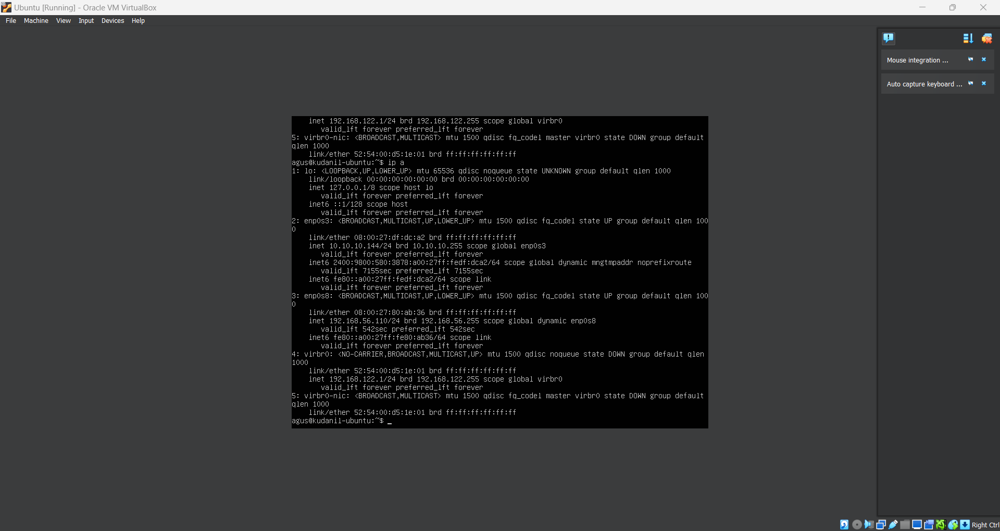 Ubuntu [Running] - Oracle VM VirtualBox
File Machine View Input Devices Help
Mouse integration ...
Auto capture keyboard ...
inet 192.168.122.1/24 brd 192.168.122.255 scope global virbr0
valid_lft forever preferred_lft forever
5: virbr0-nic: <BROADCAST,MULTICAST> mtu 1500 qdisc fq_codel master virbr0 state DOWN group default
qlen 1000
link/ether 52:54:00:d5:1e:01 brd ff:ff:ff:ff:ff:ff
agus@kudanil-ubuntu:~$ ip a
1: lo: <LOOPBACK,UP,LOWER_UP> mtu 65536 qdisc noqueue state UNKNOWN group default qlen 1000
link/loopback 00:00:00:00:00:00 brd 00:00:00:00:00:00
inet 127.0.0.1/8 scope host lo
valid_lft forever preferred_lft forever
inet6 ::1/128 scope host
valid_lft forever preferred_lft forever
2: enp0s3: <BROADCAST,MULTICAST,UP,LOWER_UP> mtu 1500 qdisc fq_codel state UP group default qlen 100
0
link/ether 08:00:27:df:dc:a2 brd ff:ff:ff:ff:ff:ff
inet 10.10.10.144/24 brd 10.10.10.255 scope global enp0s3
valid_lft forever preferred_lft forever
inet6 2400:9800:580:3878:a00:27ff:fedf:dca2/64 scope global dynamic mngtmpaddr noprefixroute
valid_lft 7155sec preferred_lft 7155sec
inet6 fe80::a00:27ff:fedf:dca2/64 scope link
valid_lft forever preferred_lft forever
3: enp0s8: <BROADCAST,MULTICAST,UP,LOWER_UP> mtu 1500 qdisc fq_codel state UP group default qlen 100
0
link/ether 08:00:27:80:ab:36 brd ff:ff:ff:ff:ff:ff
inet 192.168.56.110/24 brd 192.168.56.255 scope global dynamic enp0s8
valid_lft 542sec preferred_lft 542sec
inet6 fe80::a00:27ff:fe80:ab36/64 scope link
valid_lft forever preferred_lft forever
4: virbr0: <NO-CARRIER,BROADCAST,MULTICAST,UP> mtu 1500 qdisc noqueue state DOWN group default qlen
1000
link/ether 52:54:00:d5:1e:01 brd ff:ff:ff:ff:ff:ff
inet 192.168.122.1/24 brd 192.168.122.255 scope global virbr0
valid_lft forever preferred_lft forever
5: virbr0-nic: <BROADCAST,MULTICAST> mtu 1500 qdisc fq_codel master virbr0 state DOWN group default
qlen 1000
link/ether 52:54:00:d5:1e:01 brd ff:ff:ff:ff:ff:ff
agus@kudanil-ubuntu:~$ _
Right Ctrl